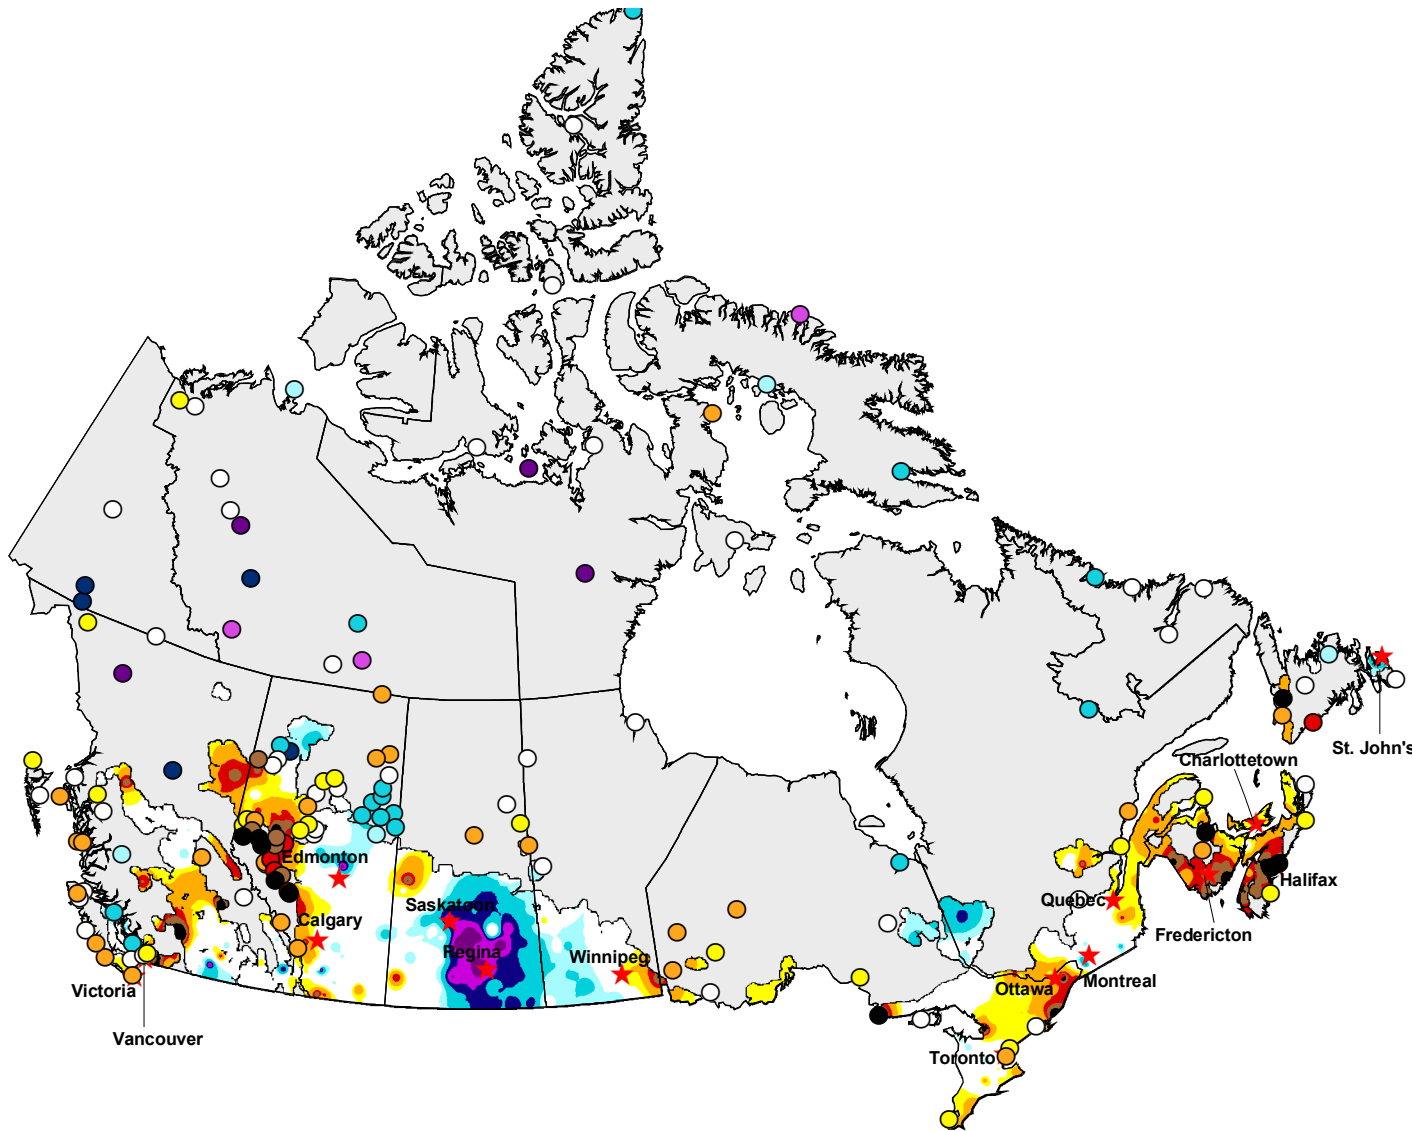 St. John's
Charlottetown
Edmonton
Halifax
Quebec
Saskatoon
Calgary
Fredericton
Regina
Winnipeg
Montreal
Ottawa
Victoria
Vancouver
Toronto